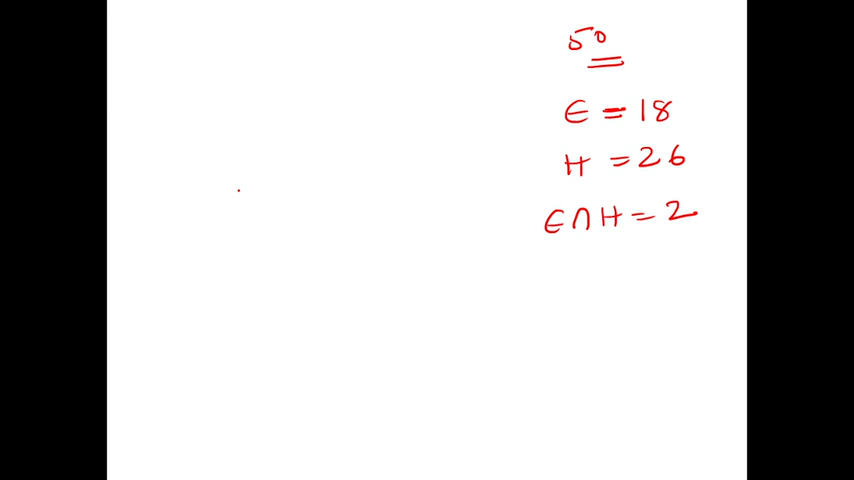 50
E = 18
H = 26
E∩H = 2